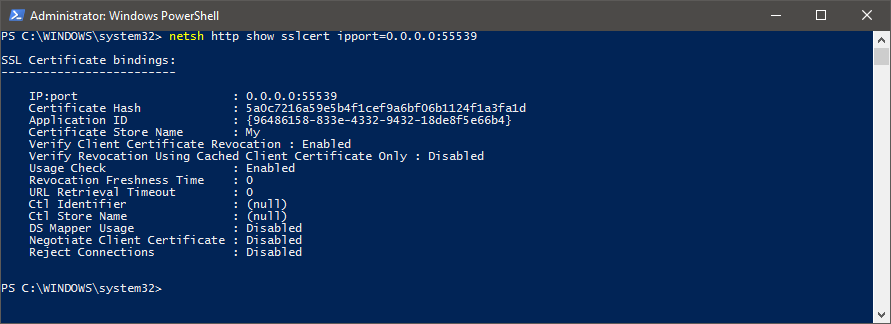 Administrator: Windows PowerShell
PS C:\WINDOWS\system32> netsh http show sslcert ipport=0.0.0.0:55539
SSL Certificate bindings:
-------------------------
IP:port : 0.0.0.0:55539
Certificate Hash : 5a0c7216a59e5b4f1cef9a6bf06b1124f1a3fa1d
Application ID : {96486158-833e-4332-9432-18de8f5e66b4}
Certificate Store Name : My
Verify Client Certificate Revocation : Enabled
Verify Revocation Using Cached Client Certificate Only : Disabled
Usage Check : Enabled
Revocation Freshness Time : 0
URL Retrieval Timeout : 0
Ctl Identifier : (null)
Ctl Store Name : (null)
DS Mapper Usage : Disabled
Negotiate Client Certificate : Disabled
Reject Connections : Disabled
PS C:\WINDOWS\system32>